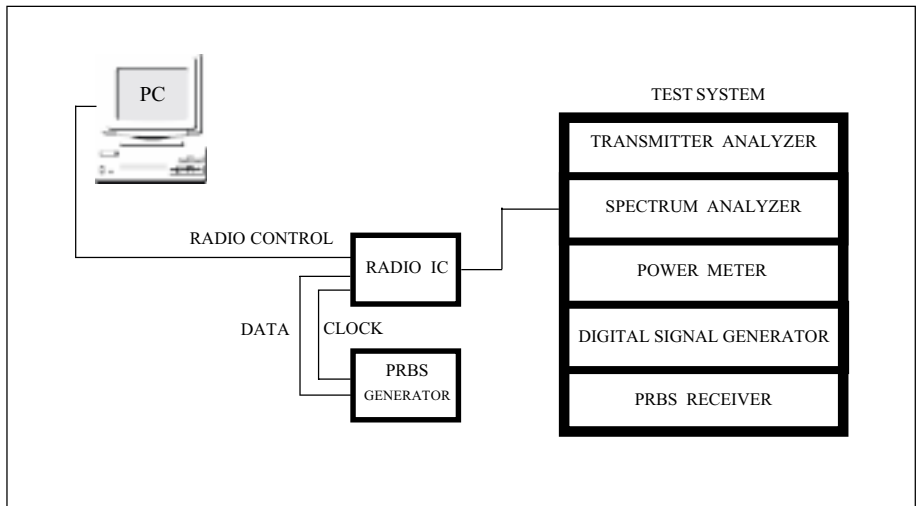 PC
TEST SYSTEM
TRANSMITTER ANALYZER
SPECTRUM ANALYZER
RADIO CONTROL
RADIO IC
POWER METER
DATA
CLOCK
DIGITAL SIGNAL GENERATOR
PRBS
GENERATOR
PRBS RECEIVER